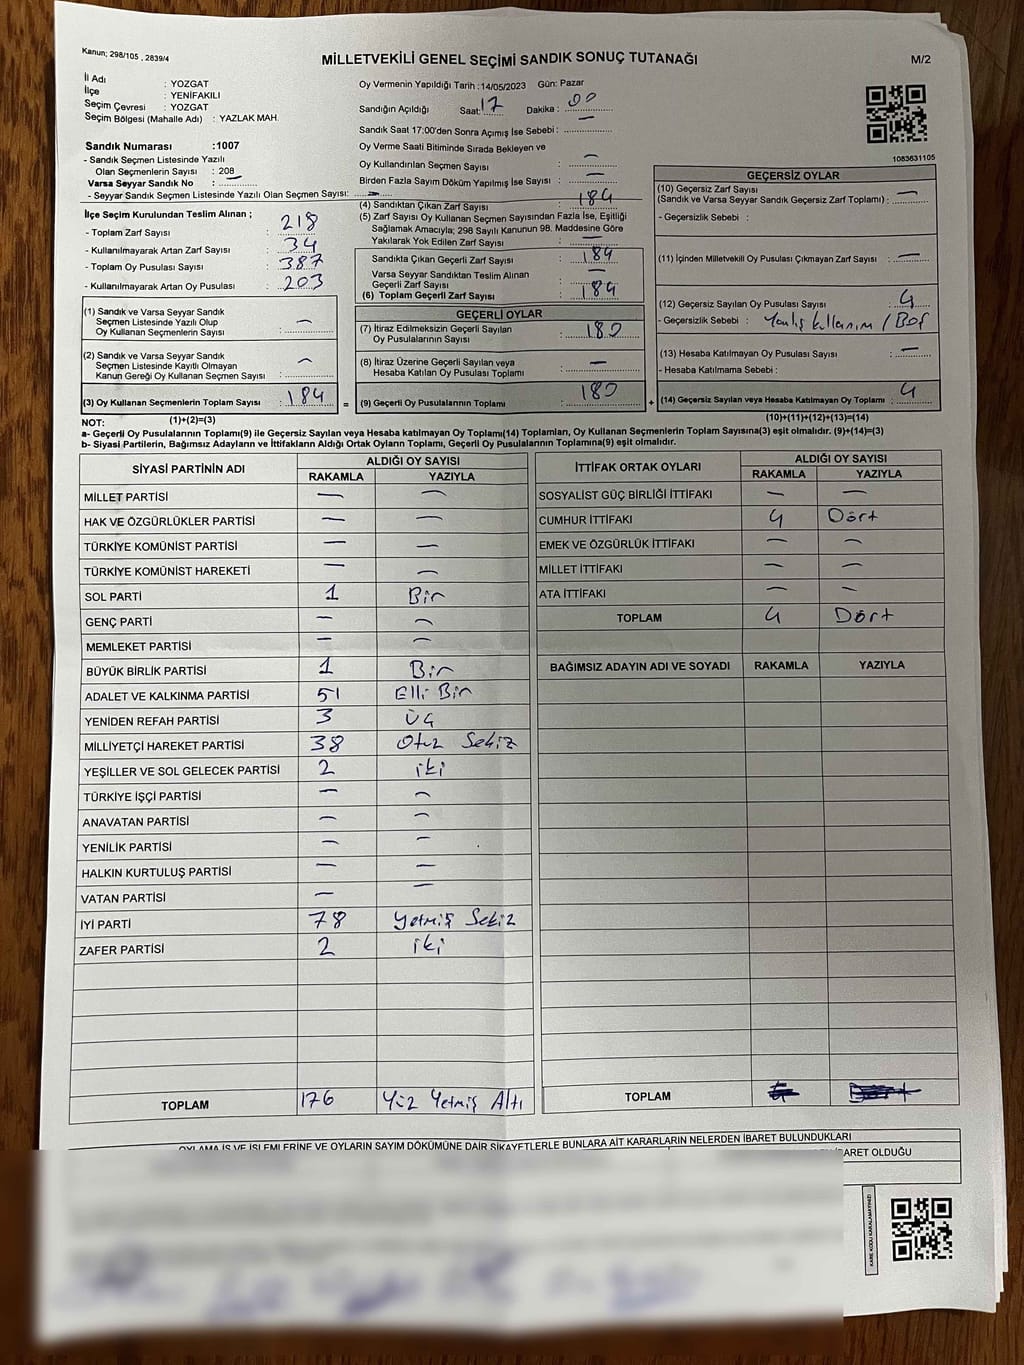 Kanun; 298/105 , 2839/4
MİLLETVEKİLİ GENEL SEÇİMİ SANDIK SONUÇ TUTANAĞI
M/2
İl Adı : YOZGAT
İlçe : YENİFAKILI
Seçim Çevresi : YOZGAT
Seçim Bölgesi (Mahalle Adı) : YAZLAK MAH.
Oy Vermenin Yapıldığı Tarih :14/05/2023 Gün: Pazar
Sandığın Açıldığı Saat: 17 Dakika : 00
Sandık Saat 17:00'den Sonra Açımış İse Sebebi : —
Sandık Numarası :1007
- Sandık Seçmen Listesinde Yazılı
Olan Seçmenlerin Sayısı : 208
Varsa Seyyar Sandık No : —
- Seyyar Sandık Seçmen Listesinde Yazılı Olan Seçmen Sayısı: —
Oy Verme Saati Bitiminde Sırada Bekleyen ve
Oy Kullandırılan Seçmen Sayısı : —
Birden Fazla Sayım Döküm Yapılmış İse Sayısı : —
1083631105
İlçe Seçim Kurulundan Teslim Alınan ;
- Toplam Zarf Sayısı : 218
- Kullanılmayarak Artan Zarf Sayısı : 34
- Toplam Oy Pusulası Sayısı : 387
- Kullanılmayarak Artan Oy Pusulası : 203
(4) Sandıktan Çıkan Zarf Sayısı : 184
(5) Zarf Sayısı Oy Kullanan Seçmen Sayısından Fazla İse, Eşitliği
Sağlamak Amacıyla; 298 Sayılı Kanunun 98. Maddesine Göre
Yakılarak Yok Edilen Zarf Sayısı : —
Sandıkta Çıkan Geçerli Zarf Sayısı : 184
Varsa Seyyar Sandıktan Teslim Alınan
Geçerli Zarf Sayısı : —
(6) Toplam Geçerli Zarf Sayısı : 184
GEÇERSİZ OYLAR
(10) Geçersiz Zarf Sayısı
(Sandık ve Varsa Seyyar Sandık Geçersiz Zarf Toplamı) : —
- Geçersizlik Sebebi :
(11) İçinden Milletvekili Oy Pusulası Çıkmayan Zarf Sayısı : —
(12) Geçersiz Sayılan Oy Pusulası Sayısı : 4
- Geçersizlik Sebebi : Yanlış kullanım / Boş
(13) Hesaba Katılmayan Oy Pusulası Sayısı : —
- Hesaba Katılmama Sebebi :
(14) Geçersiz Sayılan veya Hesaba Katılmayan Oy Toplamı : 4
(1) Sandık ve Varsa Seyyar Sandık
Seçmen Listesinde Yazılı Olup
Oy Kullanan Seçmenlerin Sayısı : —
(2) Sandık ve Varsa Seyyar Sandık
Seçmen Listesinde Kayıtlı Olmayan
Kanun Gereği Oy Kullanan Seçmen Sayısı : —
(3) Oy Kullanan Seçmenlerin Toplam Sayısı : 184
GEÇERLİ OYLAR
(7) İtiraz Edilmeksizin Geçerli Sayılan
Oy Pusulalarının Sayısı : 180
(8) İtiraz Üzerine Geçerli Sayılan veya
Hesaba Katılan Oy Pusulası Toplamı : —
= (9) Geçerli Oy Pusulalarının Toplamı : 180 +
NOT: (1)+(2)=(3)
(10)+(11)+(12)+(13)=(14)
a- Geçerli Oy Pusulaları Toplamı(9) ile Geçersiz Sayılan veya Hesaba katılmayan Oy Toplamı(14) Toplamları, Oy Kullanan Seçmenlerin Toplam Sayısına(3) eşit olmalıdır. (9)+(14)=(3)
b- Siyasi Partilerin, Bağımsız Adayların ve İttifakların Aldığı Ortak Oyların Toplamı, Geçerli Oy Pusulalarının Toplamına(9) eşit olmalıdır.
SİYASİ PARTİNİN ADI ALDIĞI OY SAYISI
RAKAMLA YAZIYLA
MİLLET PARTİSİ — —
HAK VE ÖZGÜRLÜKLER PARTİSİ — —
TÜRKİYE KOMÜNİST PARTİSİ — —
TÜRKİYE KOMÜNİST HAREKETİ — —
SOL PARTİ 1 Bir
GENÇ PARTİ — —
MEMLEKET PARTİSİ — —
BÜYÜK BİRLİK PARTİSİ 1 Bir
ADALET VE KALKINMA PARTİSİ 51 Elli Bir
YENİDEN REFAH PARTİSİ 3 Üç
MİLLİYETÇİ HAREKET PARTİSİ 38 Otuz Sekiz
YEŞİLLER VE SOL GELECEK PARTİSİ 2 iki
TÜRKİYE İŞÇİ PARTİSİ — —
ANAVATAN PARTİSİ — —
YENİLİK PARTİSİ — —
HALKIN KURTULUŞ PARTİSİ — —
VATAN PARTİSİ — —
İYİ PARTİ 78 Yetmiş Sekiz
ZAFER PARTİSİ 2 iki
TOPLAM 176 Yüz Yetmiş Altı
İTTİFAK ORTAK OYLARI ALDIĞI OY SAYISI
RAKAMLA YAZIYLA
SOSYALİST GÜÇ BİRLİĞİ İTTİFAKI — —
CUMHUR İTTİFAKI 4 Dört
EMEK VE ÖZGÜRLÜK İTTİFAKI — —
MİLLET İTTİFAKI — —
ATA İTTİFAKI — —
TOPLAM 4 Dört
BAĞIMSIZ ADAYIN ADI VE SOYADI RAKAMLA YAZIYLA
TOPLAM
OYLAMA İŞ VE İŞLEMLERİNE VE OYLARIN SAYIM DÖKÜMÜNE DAİR ŞİKAYETLERLE BUNLARA AİT KARARLARIN NELERDEN İBARET BULUNDUKLARI
İBARET OLDUĞU
KARE KODU KARALAMAYINIZ!